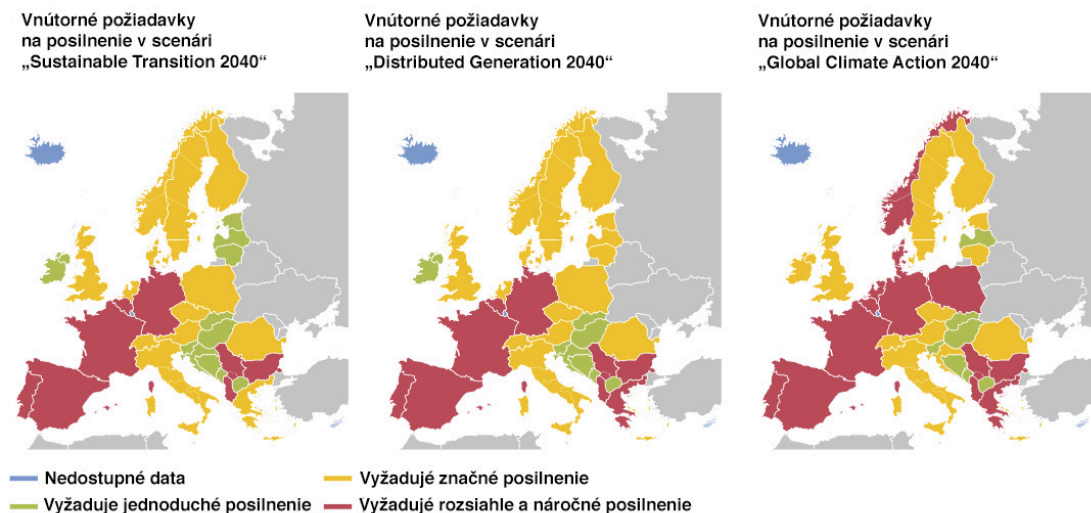 Vnútorné požiadavky
na posilnenie v scenári
„Sustainable Transition 2040“
Vnútorné požiadavky
na posilnenie v scenári
„Distributed Generation 2040“
Vnútorné požiadavky
na posilnenie v scenári
„Global Climate Action 2040“
Nedostupné data
Vyžaduje jednoduché posilnenie
Vyžadujé značné posilnenie
Vyžadujé rozsiahle a náročné posilnenie